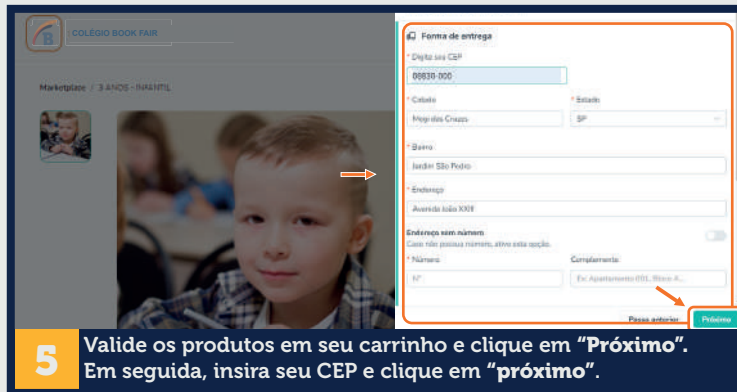 COLÉGIO BOOK FAIR
Marketplace / 3 ANOS - INFANTIL
Forma de entrega
* Digite seu CEP
08830-000
* Cidade
* Estado
Mogi das Cruzes
SP
* Bairro
Jardim São Pedro
* Endereço
Avenida João XXIII
Endereço sem número
Caso não possua número, ative esta opção.
* Número
Complemento
N°
Ex: Apartamento 001, Bloco A...
Passo anterior
Próximo
5
Valide os produtos em seu carrinho e clique em “Próximo”.
Em seguida, insira seu CEP e clique em “próximo”.